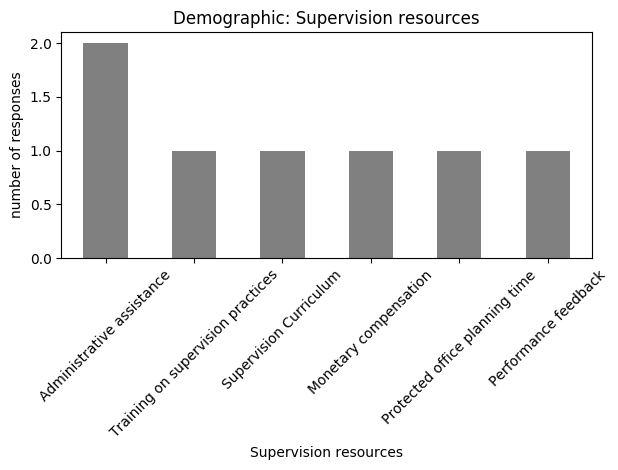 Demographic: Supervision resources
number of responses
2.0
1.5
1.0
0.5
0.0
Administrative assistance
Training on supervision practices
Supervision Curriculum
Monetary compensation
Protected office planning time
Performance feedback
Supervision resources